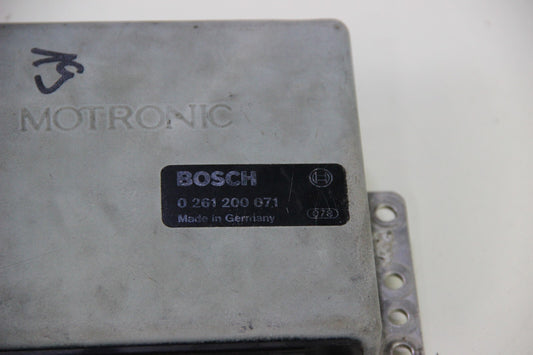 MOTRONIC
BOSCH
0 261 200 071
Made in Germany